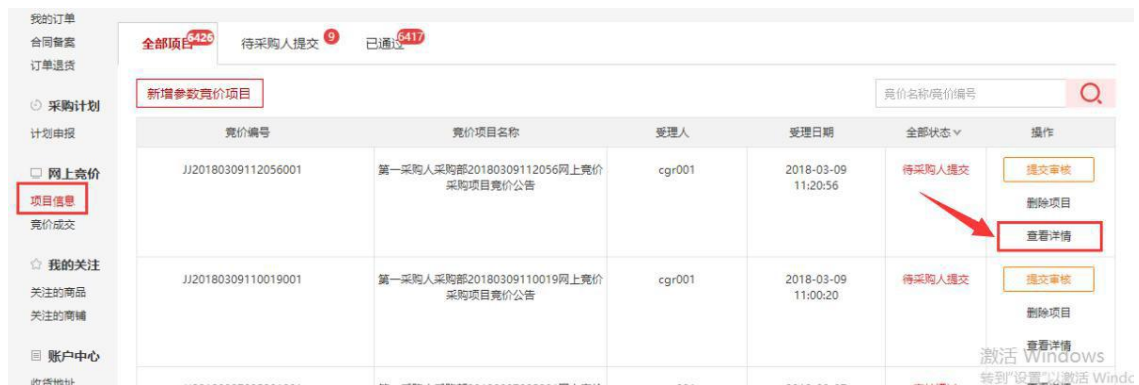 我的订单
合同备案
订单退货
采购计划
计划申报
网上竞价
项目信息
竞价成交
我的关注
关注的商品
关注的商铺
账户中心
收货地址
全部项目 6426 待采购人提交 9 已通过 6417
新增参数竞价项目 竞价名称/竞价编号
竞价编号 竞价项目名称 受理人 受理日期 全部状态 操作
JJ20180309112056001 第一采购人采购部20180309112056网上竞价 cgr001 2018-03-09 待采购人提交 提交审核
采购项目竞价公告 11:20:56
删除项目
查看详情
JJ20180309110019001 第一采购人采购部20180309110019网上竞价 cgr001 2018-03-09 待采购人提交 提交审核
采购项目竞价公告 11:00:20
删除项目
查看详情
激活 Windows
转到"设置"以激活 Windo